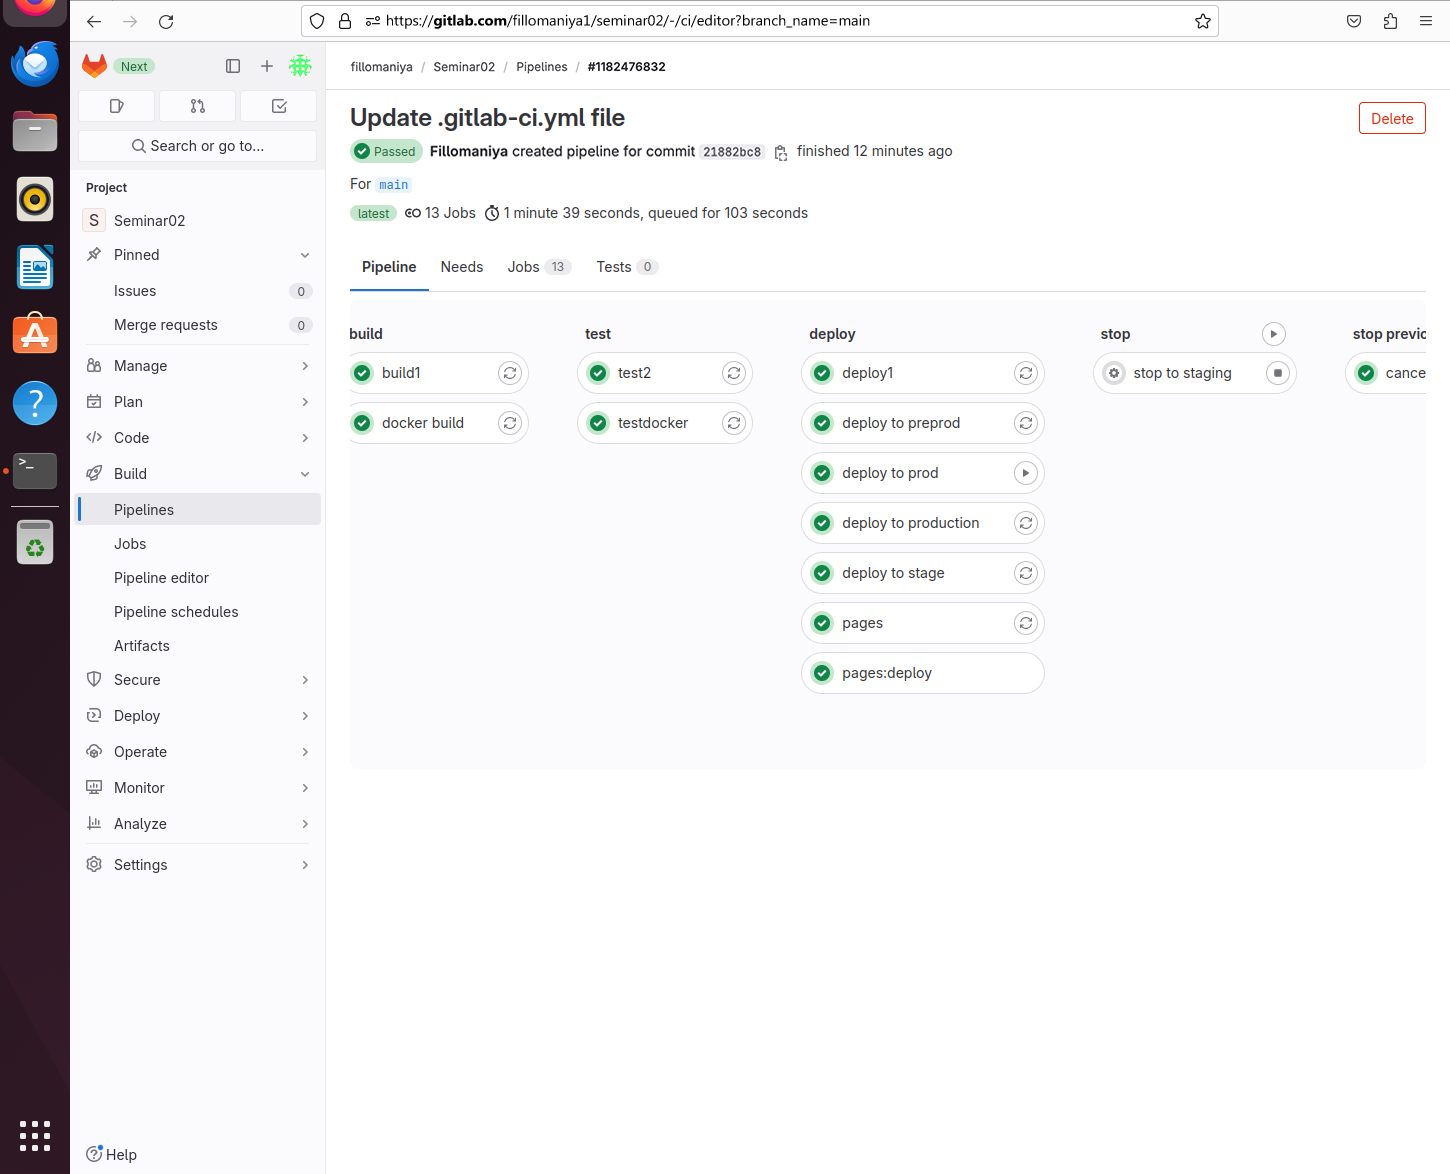 https://gitlab.com/fillomaniya1/seminar02/-/ci/editor?branch_name=main
Next
Search or go to...
Project
S Seminar02
Pinned
Issues 0
Merge requests 0
Manage
Plan
Code
Build
Pipelines
Jobs
Pipeline editor
Pipeline schedules
Artifacts
Secure
Deploy
Operate
Monitor
Analyze
Settings
Help
fillomaniya / Seminar02 / Pipelines / #1182476832
Update .gitlab-ci.yml file
Delete
Passed Fillomaniya created pipeline for commit 21882bc8 finished 12 minutes ago
For main
latest 13 Jobs 1 minute 39 seconds, queued for 103 seconds
Pipeline Needs Jobs 13 Tests 0
build
build1
docker build
test
test2
testdocker
deploy
deploy1
deploy to preprod
deploy to prod
deploy to production
deploy to stage
pages
pages:deploy
stop
stop to staging
stop previo
cance